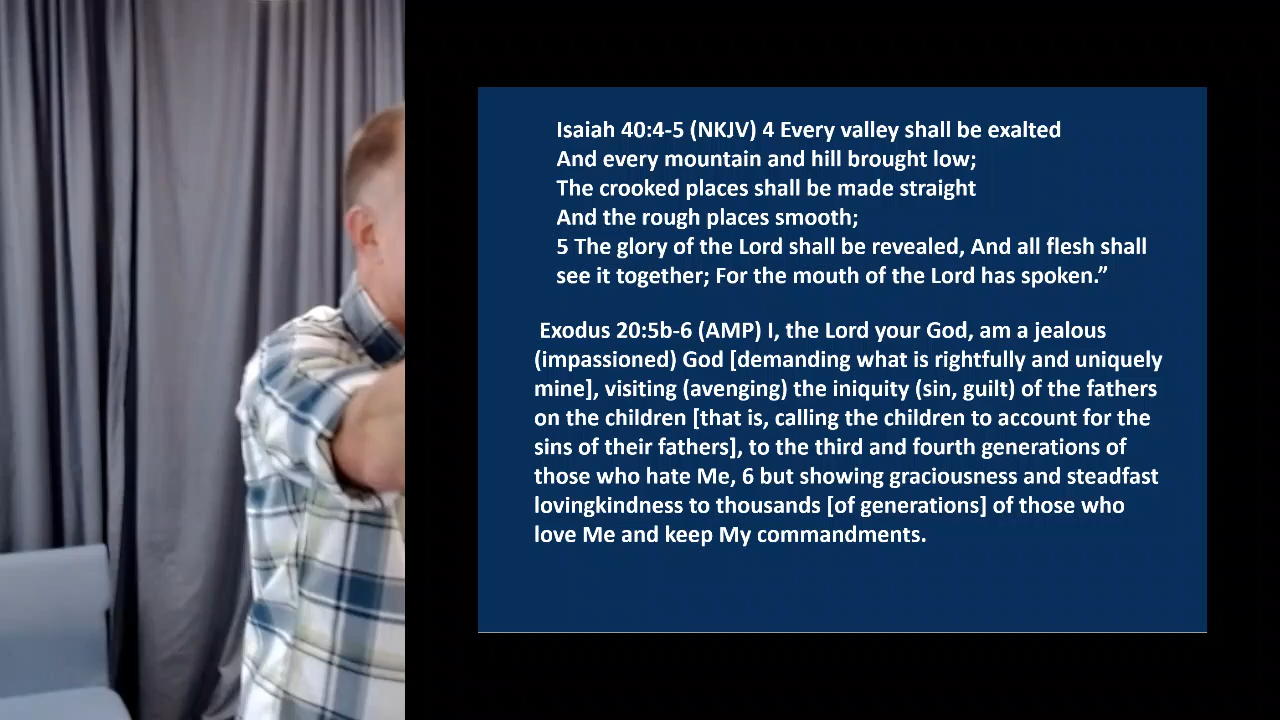 Isaiah 40:4-5 (NKJV) 4 Every valley shall be exalted
And every mountain and hill brought low;
The crooked places shall be made straight
And the rough places smooth;
5 The glory of the Lord shall be revealed, And all flesh shall
see it together; For the mouth of the Lord has spoken.”
Exodus 20:5b-6 (AMP) I, the Lord your God, am a jealous
(impassioned) God [demanding what is rightfully and uniquely
mine], visiting (avenging) the iniquity (sin, guilt) of the fathers
on the children [that is, calling the children to account for the
sins of their fathers], to the third and fourth generations of
those who hate Me, 6 but showing graciousness and steadfast
lovingkindness to thousands [of generations] of those who
love Me and keep My commandments.